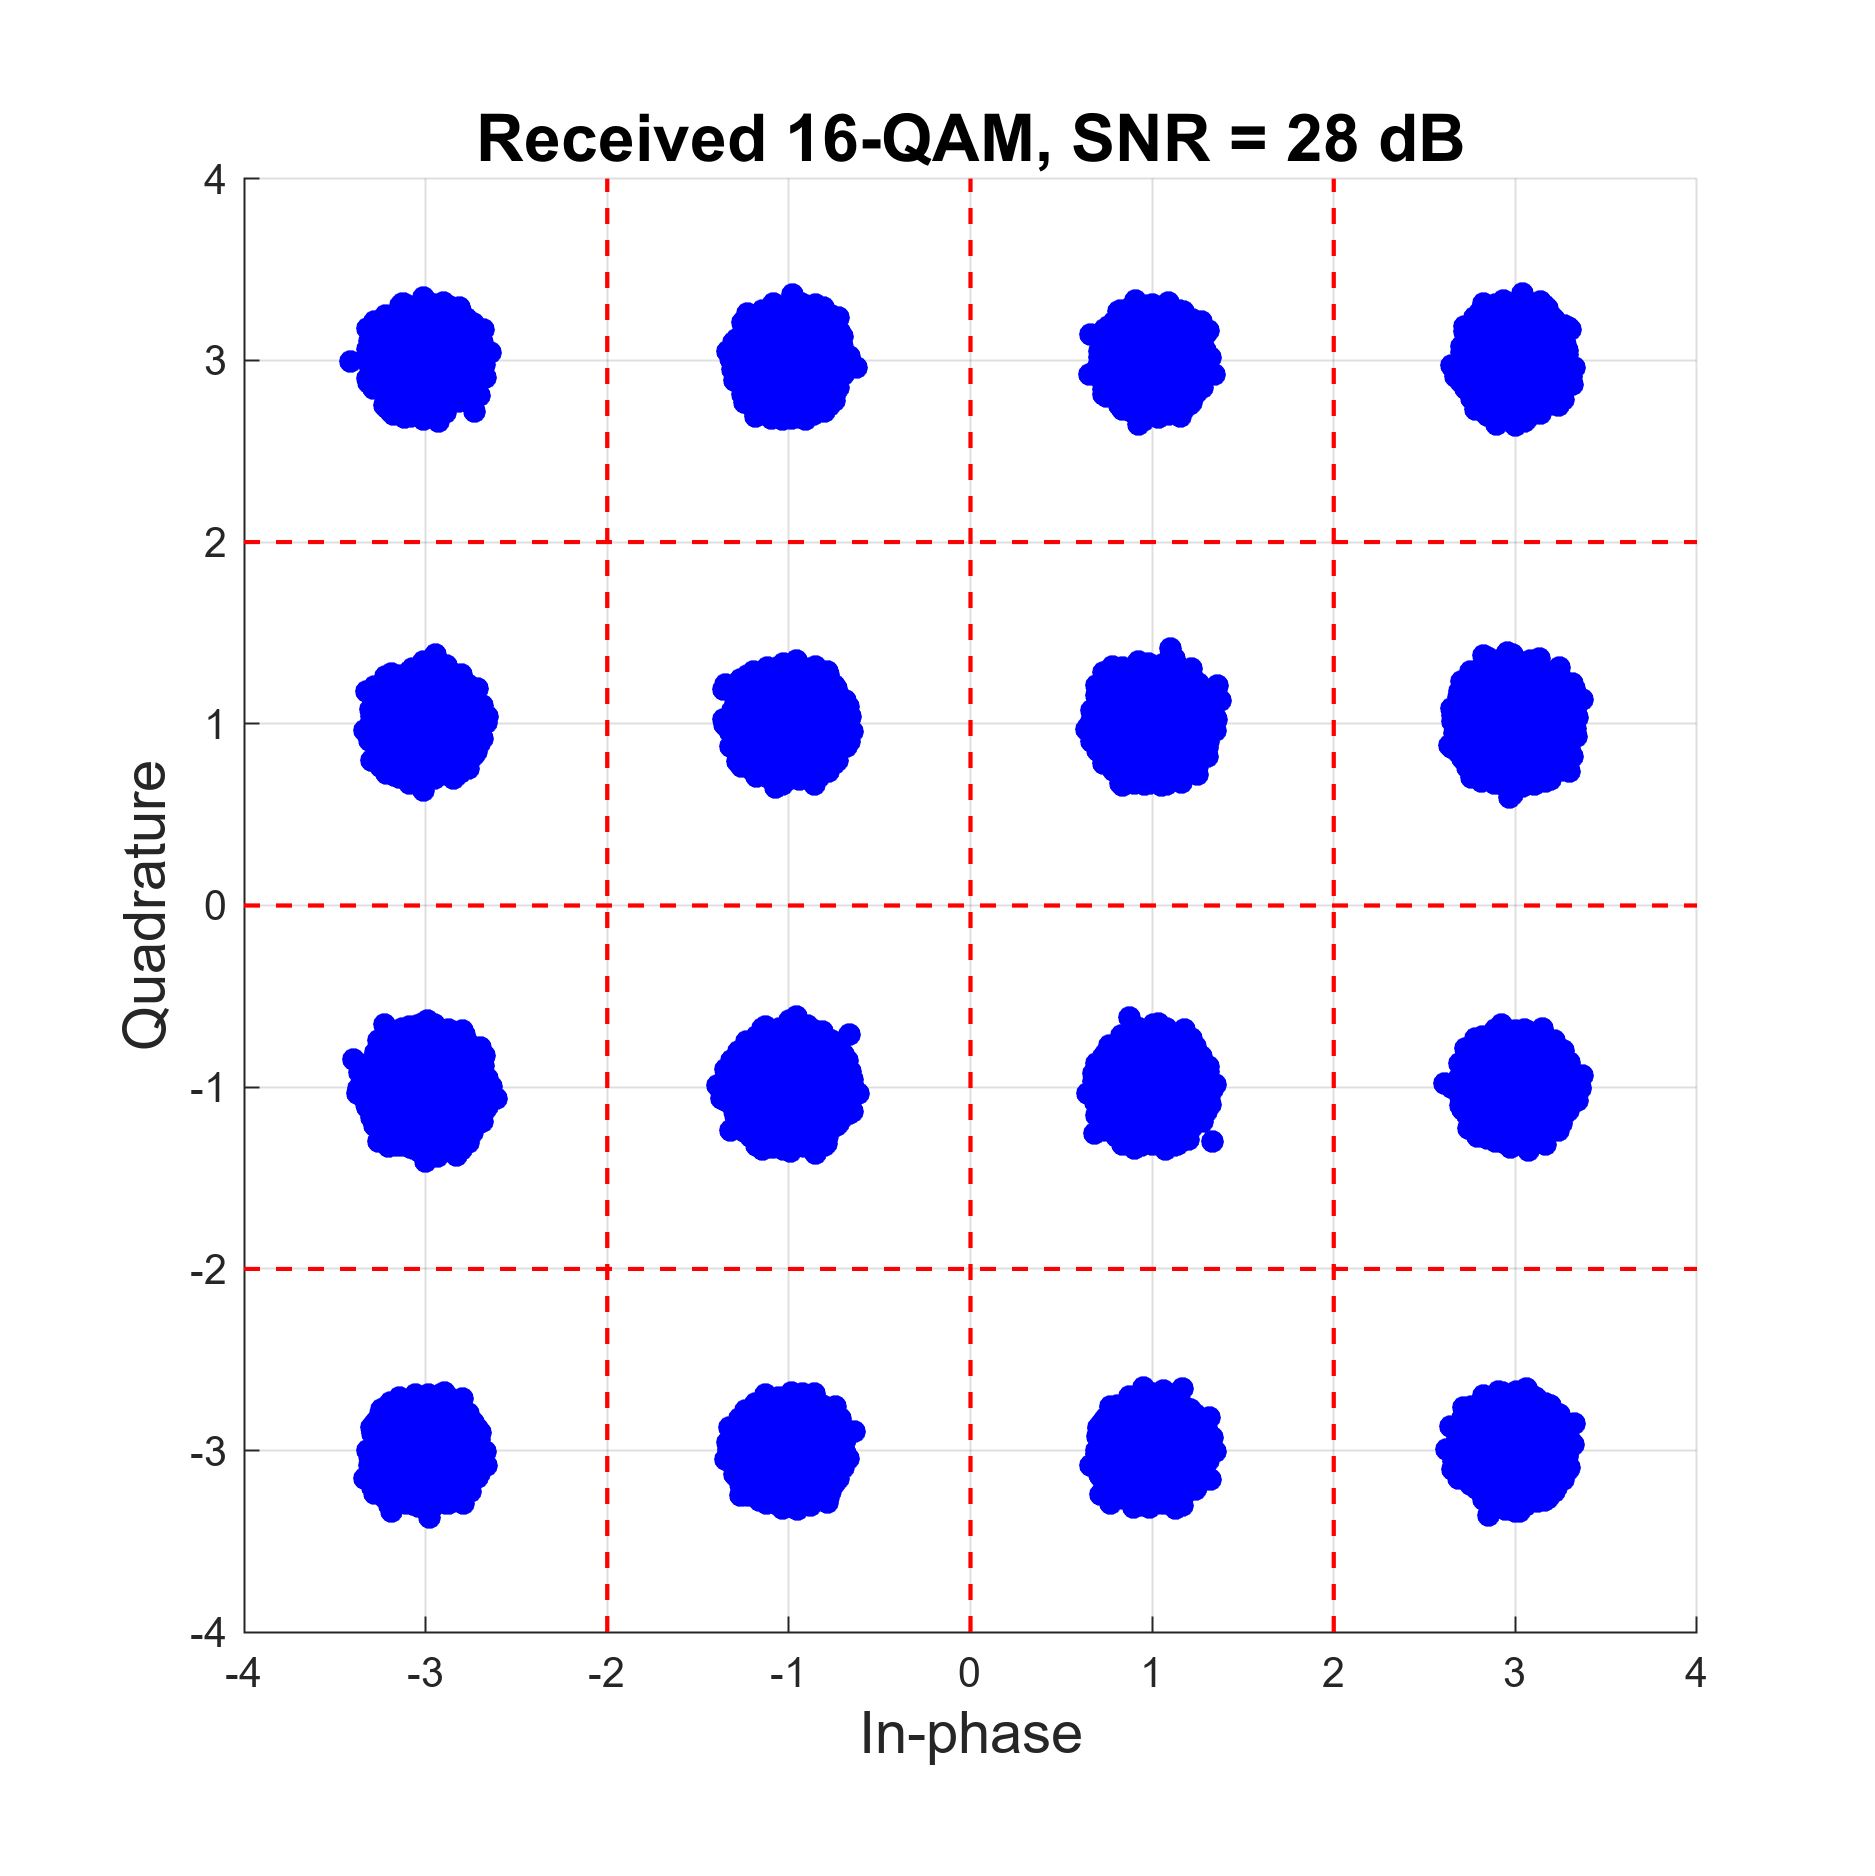 Received 16-QAM, SNR = 28 dB
4
3
2
1
0
-1
-2
-3
-4
Quadrature
-4 -3 -2 -1 0 1 2 3 4
In-phase